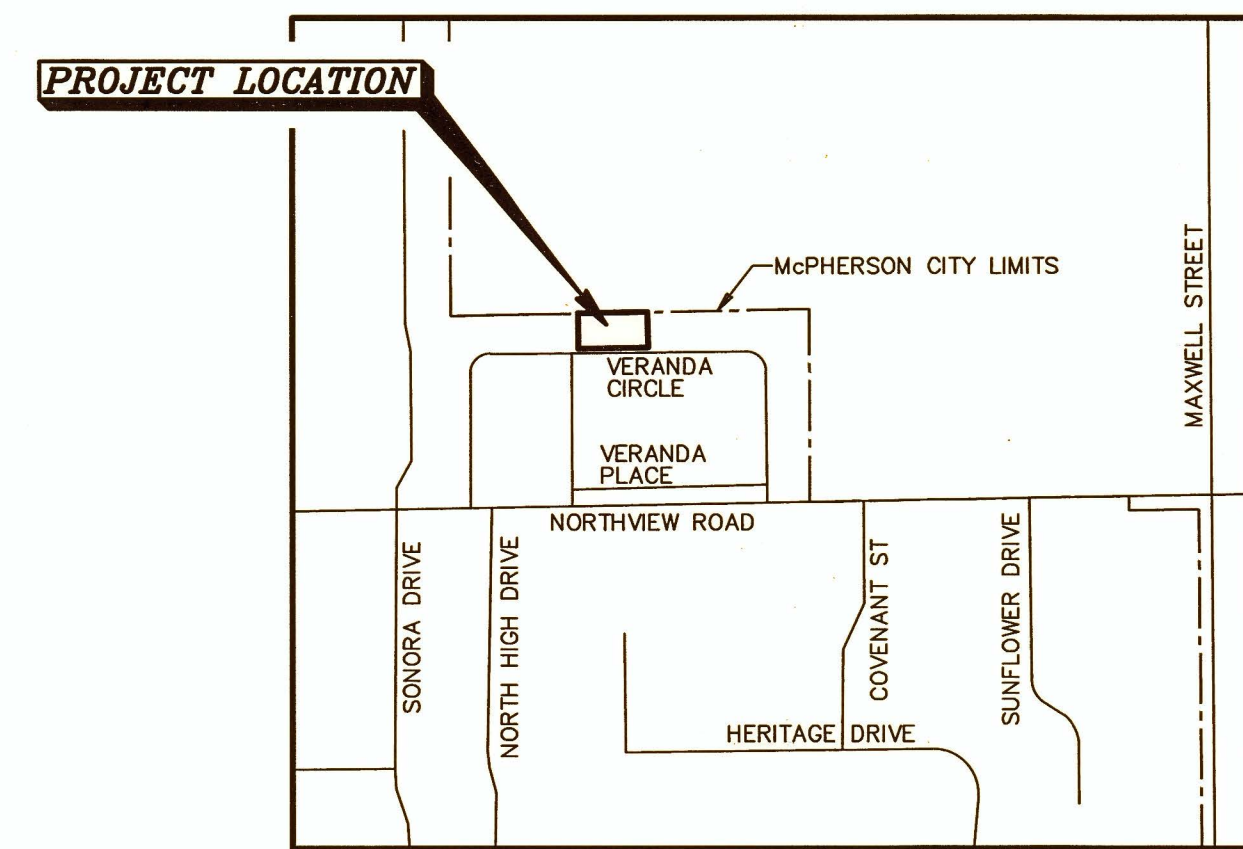 PROJECT LOCATION
McPHERSON CITY LIMITS
MAXWELL STREET
VERANDA
CIRCLE
VERANDA
PLACE
NORTHVIEW ROAD
SONORA DRIVE
NORTH HIGH DRIVE
COVENANT ST
SUNFLOWER DRIVE
HERITAGE DRIVE